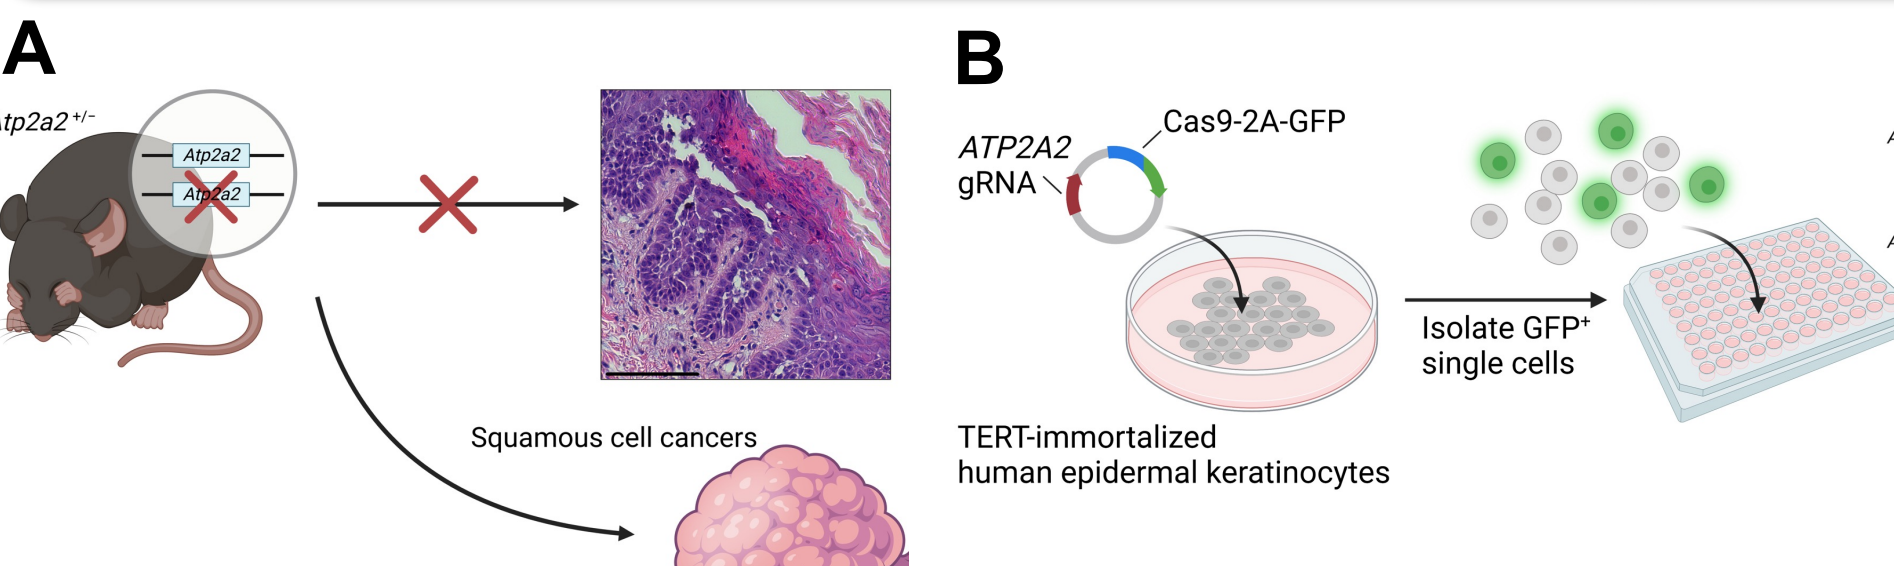 A
tp2a2 +/−
Atp2a2
Atp2a2
Squamous cell cancers
B
Cas9-2A-GFP
ATP2A2
gRNA
Isolate GFP+
single cells
TERT-immortalized
human epidermal keratinocytes
A
A